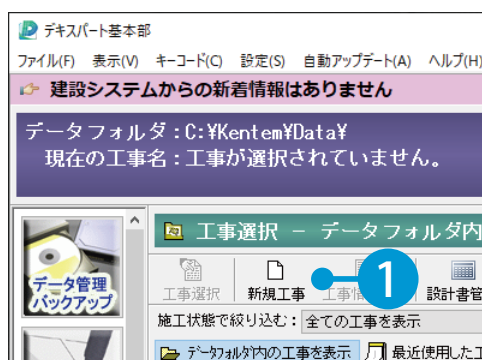 デキスパート基本部
ファイル(F) 表示(V) キーコード(C) 設定(S) 自動アップデート(A) ヘルプ(H)
建設システムからの新着情報はありません
データフォルダ：C:¥Kentem¥Data¥
現在の工事名：工事が選択されていません。
工事選択 － データフォルダ内
データ管理
バックアップ
工事選択 新規工事 工事情 1 設計書管
施工状態で絞り込む： 全ての工事を表示
データフォルダ内の工事を表示 最近使用した工